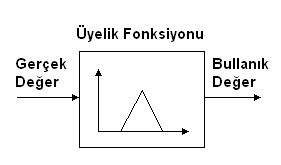 Üyelik Fonksiyonu
Gerçek
Değer
Bullanık
Değer